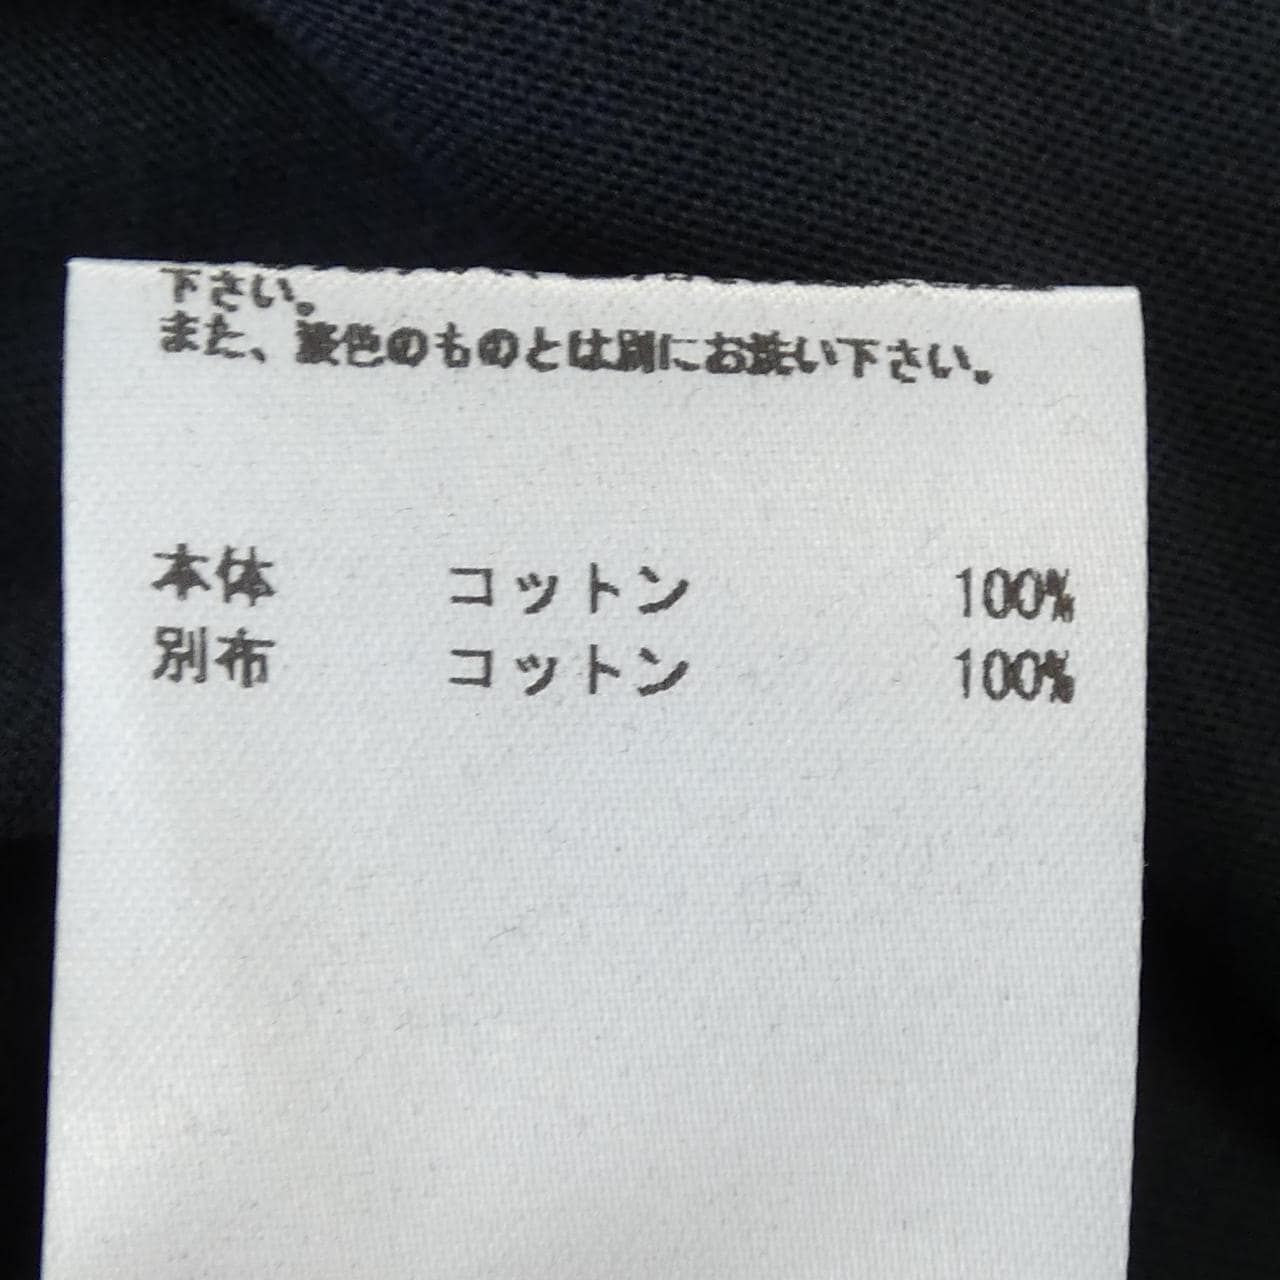 下さい。
また、淡色のものとは別にお洗い下さい。
本体 コットン 100%
別布 コットン 100%